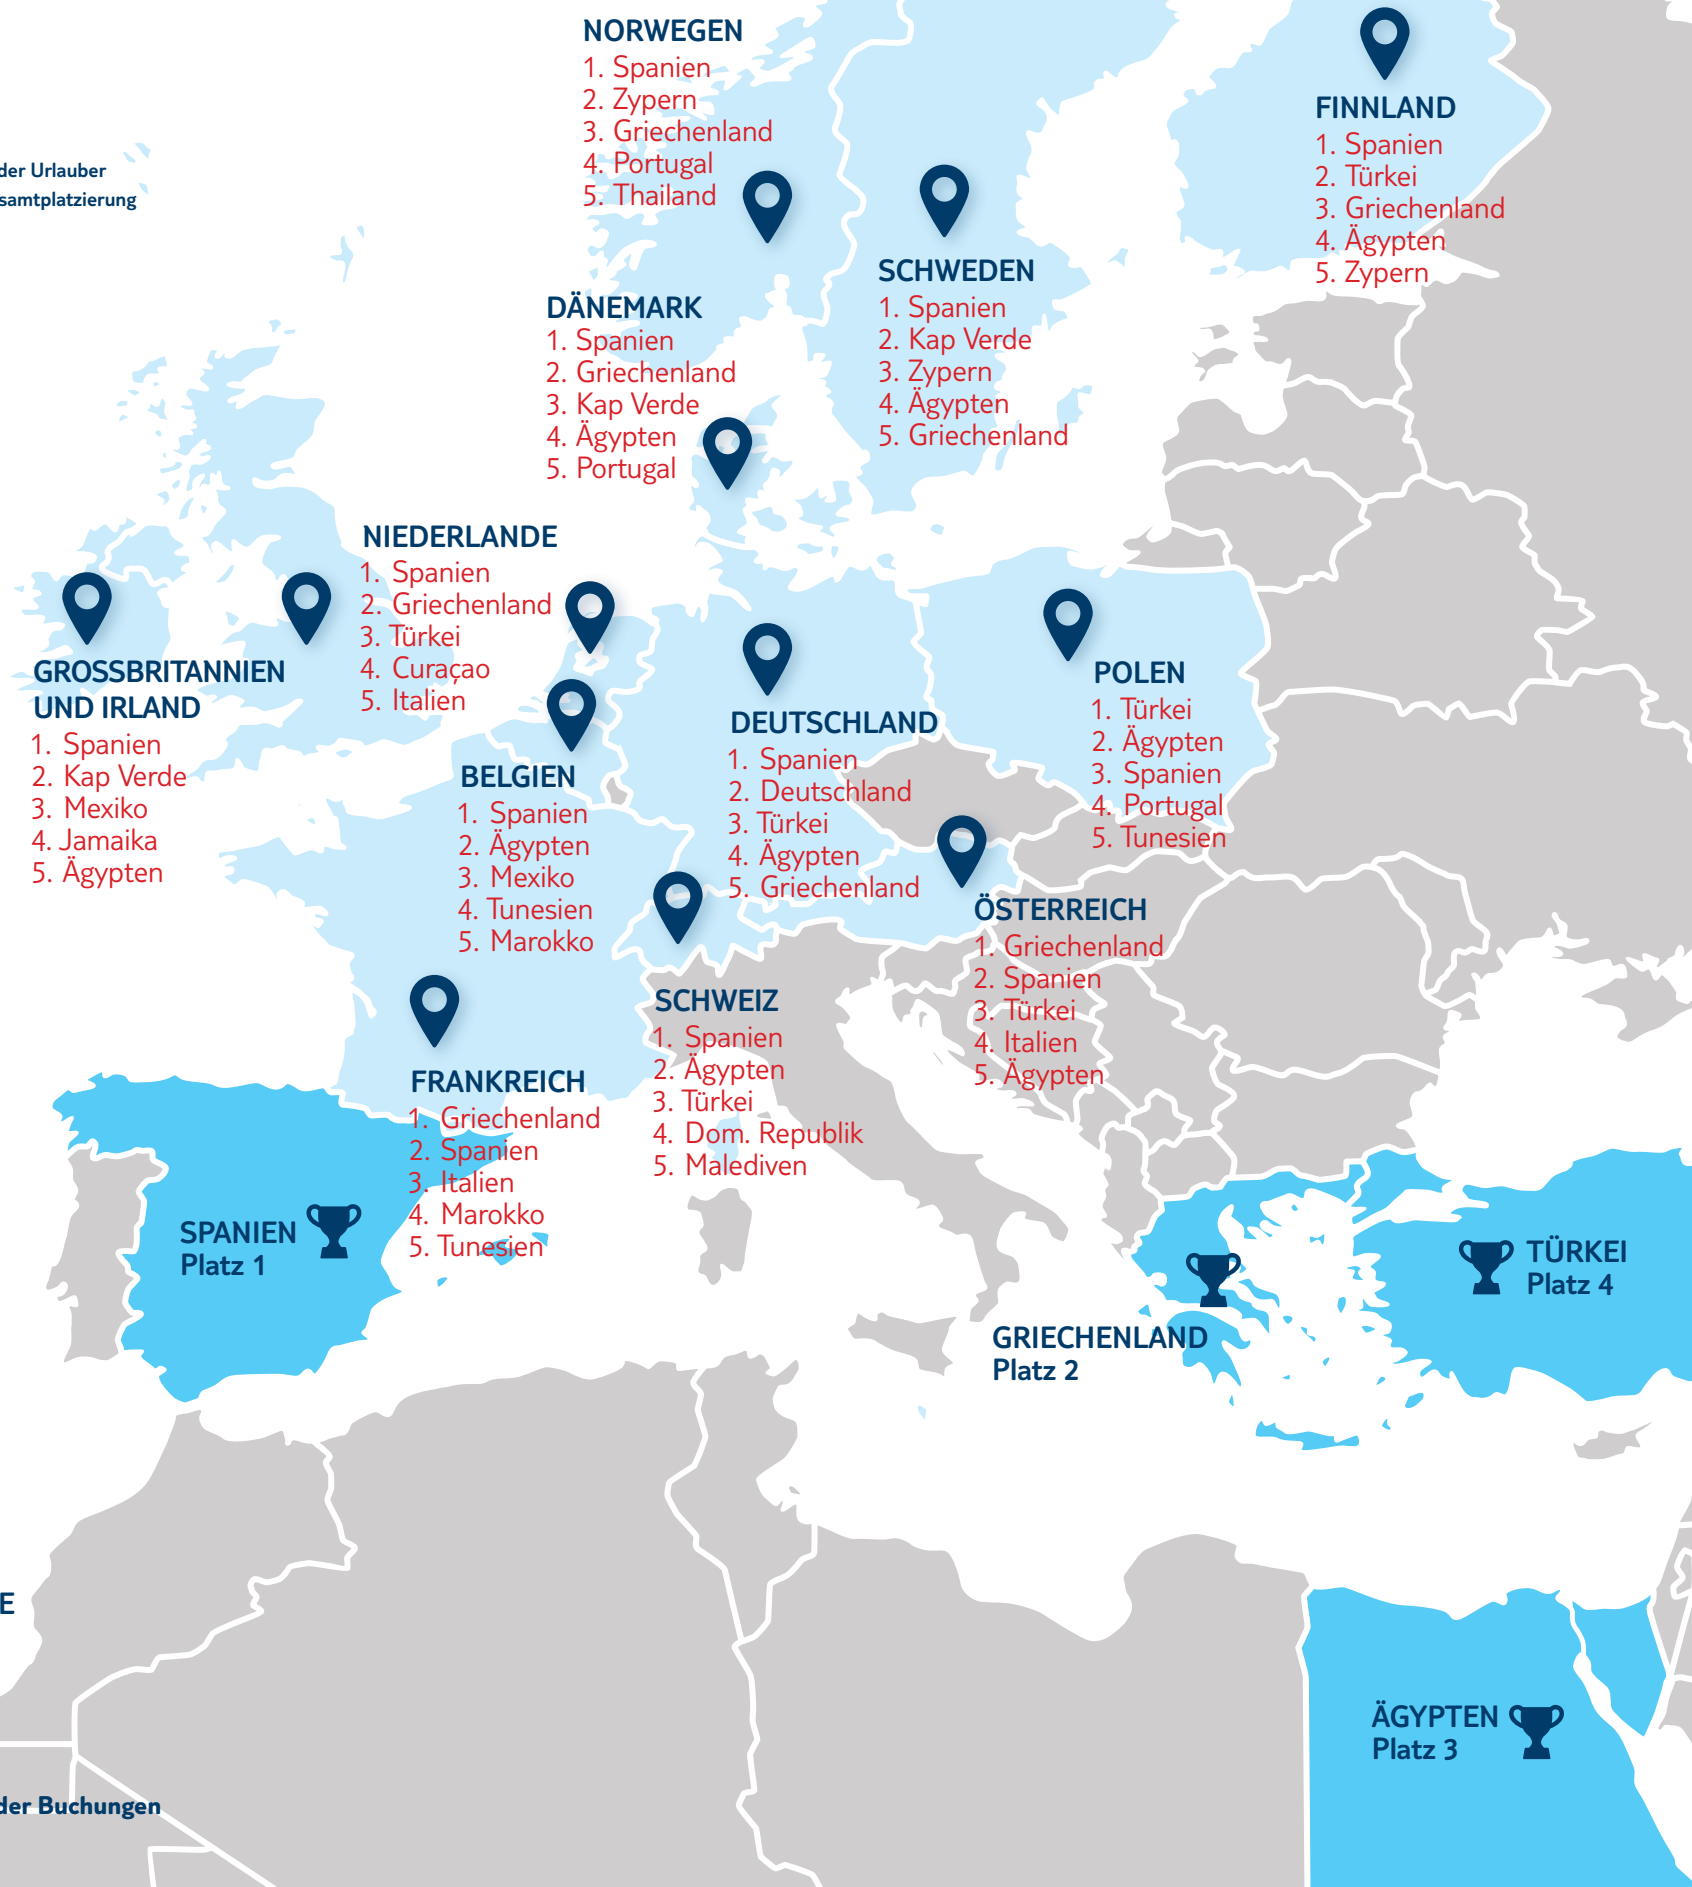 NORWEGEN
1. Spanien
2. Zypern
3. Griechenland
4. Portugal
5. Thailand
FINNLAND
1. Spanien
2. Türkei
3. Griechenland
4. Ägypten
5. Zypern
der Urlauber
samtplatzierung
SCHWEDEN
1. Spanien
2. Kap Verde
3. Zypern
4. Ägypten
5. Griechenland
DÄNEMARK
1. Spanien
2. Griechenland
3. Kap Verde
4. Ägypten
5. Portugal
NIEDERLANDE
1. Spanien
2. Griechenland
3. Türkei
4. Curaçao
5. Italien
GROSSBRITANNIEN
UND IRLAND
1. Spanien
2. Kap Verde
3. Mexiko
4. Jamaika
5. Ägypten
POLEN
1. Türkei
2. Ägypten
3. Spanien
4. Portugal
5. Tunesien
DEUTSCHLAND
1. Spanien
2. Deutschland
3. Türkei
4. Ägypten
5. Griechenland
BELGIEN
1. Spanien
2. Ägypten
3. Mexiko
4. Tunesien
5. Marokko
ÖSTERREICH
1. Griechenland
2. Spanien
3. Türkei
4. Italien
5. Ägypten
SCHWEIZ
1. Spanien
2. Ägypten
3. Türkei
4. Dom. Republik
5. Malediven
FRANKREICH
1. Griechenland
2. Spanien
3. Italien
4. Marokko
5. Tunesien
SPANIEN
Platz 1
TÜRKEI
Platz 4
GRIECHENLAND
Platz 2
E
ÄGYPTEN
Platz 3
der Buchungen